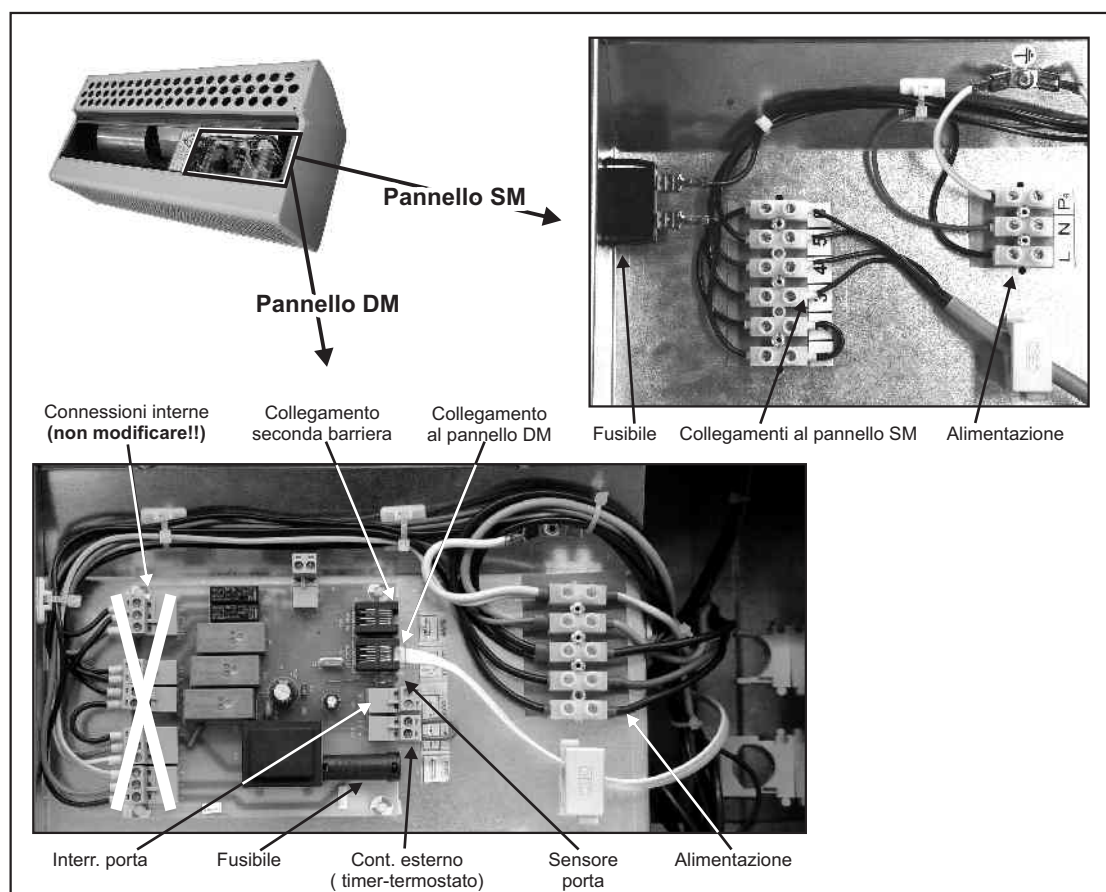 Pannello SM
Pannello DM
6
5
4
3
L N
Fusibile
Collegamenti al pannello SM
Alimentazione
Connessioni interne
(non modificare!!)
Collegamento
seconda barriera
Collegamento
al pannello DM
Interr. porta
Fusibile
Cont. esterno
( timer-termostato)
Sensore
porta
Alimentazione